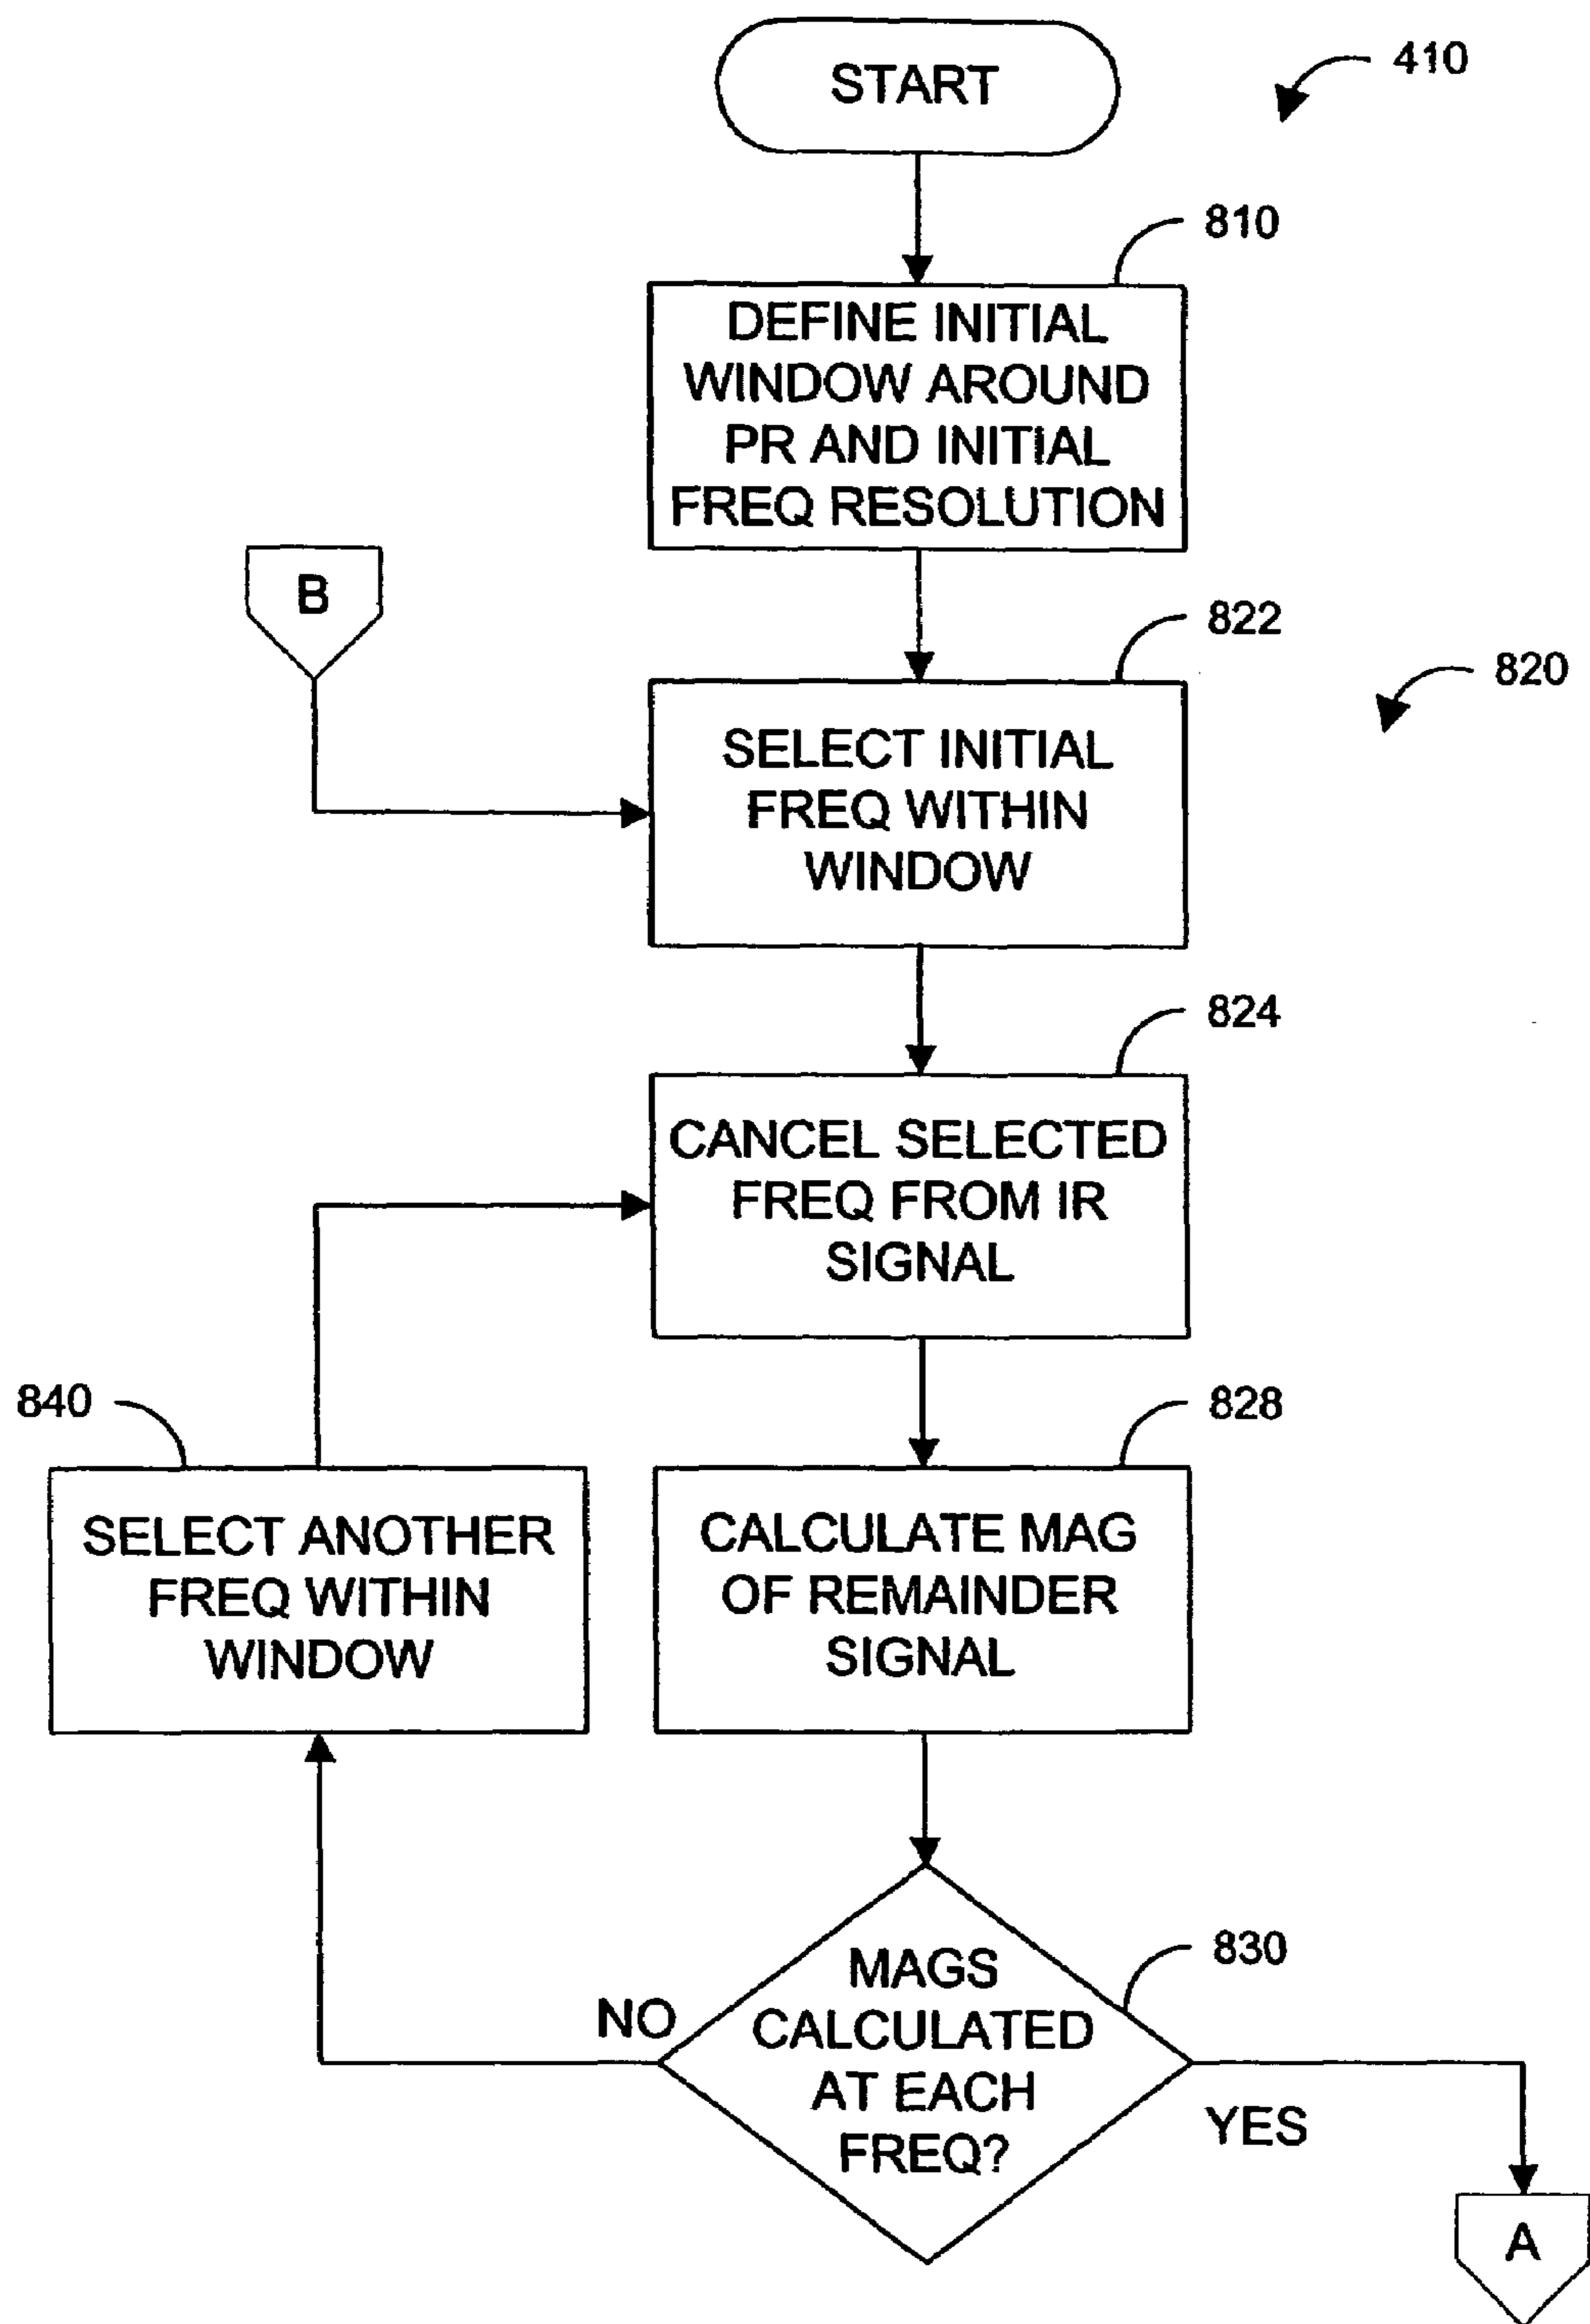 START
410
810
DEFINE INITIAL
WINDOW AROUND
PR AND INITIAL
FREQ RESOLUTION
B
822
820
SELECT INITIAL
FREQ WITHIN
WINDOW
824
CANCEL SELECTED
FREQ FROM IR
SIGNAL
840
828
SELECT ANOTHER
FREQ WITHIN
WINDOW
CALCULATE MAG
OF REMAINDER
SIGNAL
830
MAGS
CALCULATED
AT EACH
FREQ?
NO
YES
A